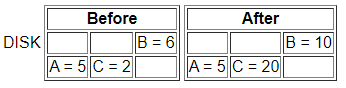 Before After
DISK B = 6 B = 10
A = 5 C = 2 A = 5 C = 20